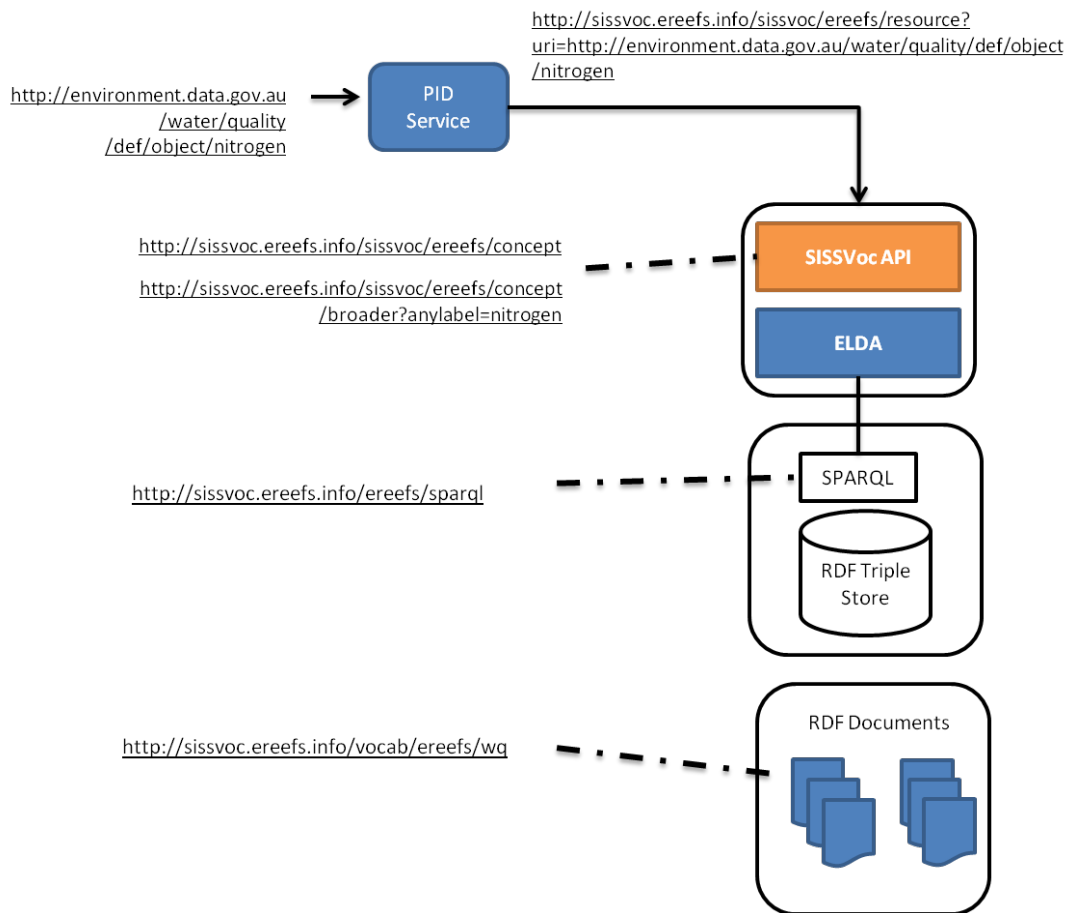 http://sissvoc.ereefs.info/sissvoc/ereefs/resource?
uri=http://environment.data.gov.au/water/quality/def/object
/nitrogen
http://environment.data.gov.au
/water/quality
/def/object/nitrogen
PID
Service
http://sissvoc.ereefs.info/sissvoc/ereefs/concept
http://sissvoc.ereefs.info/sissvoc/ereefs/concept
/broader?anylabel=nitrogen
SISSVoc API
ELDA
http://sissvoc.ereefs.info/ereefs/sparql
SPARQL
RDF Triple
Store
http://sissvoc.ereefs.info/vocab/ereefs/wq
RDF Documents